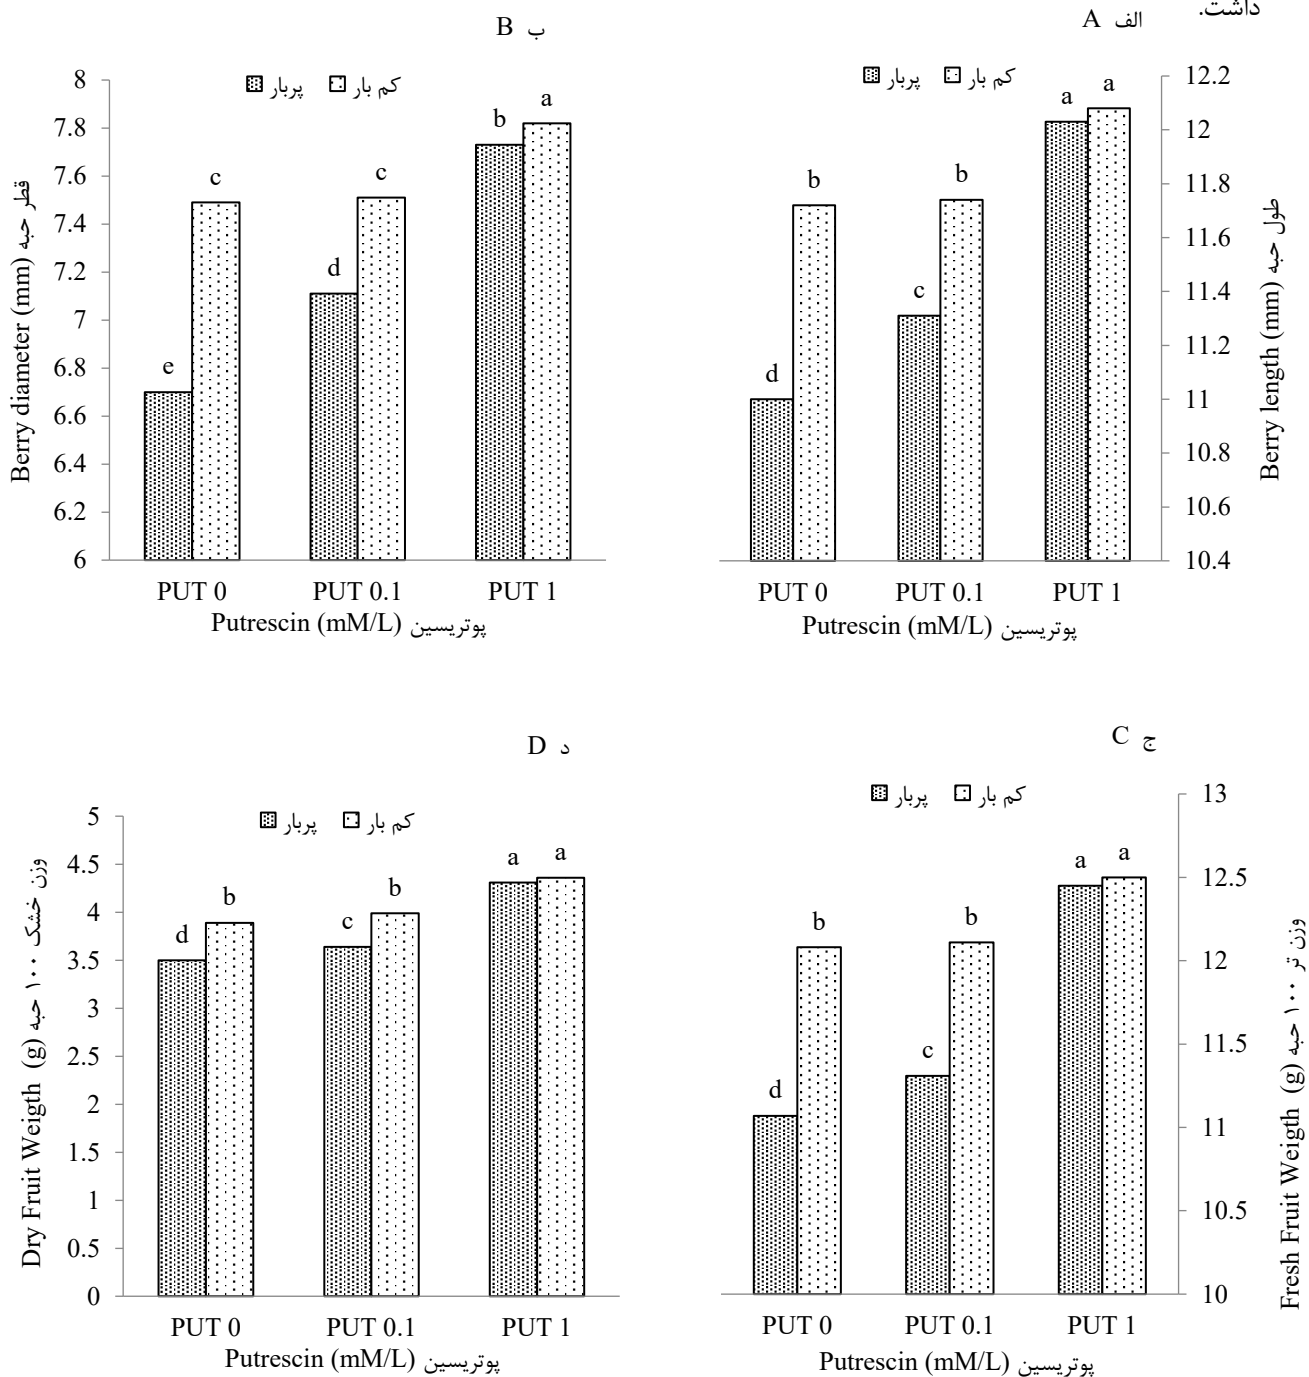 داشت.
الف A
پربار کم بار
12.2
12
11.8
11.6
11.4
11.2
11
10.8
10.6
10.4
طول حبه Berry length (mm)
a a
b b
c
d
PUT 0 PUT 0.1 PUT 1
پوتریسین Putrescin (mM/L)
ب B
پربار کم بار
8
7.8
7.6
7.4
7.2
7
6.8
6.6
6.4
6.2
6
قطر حبه Berry diameter (mm)
a
b
c c
d
e
PUT 0 PUT 0.1 PUT 1
پوتریسین Putrescin (mM/L)
ج C
پربار کم بار
13
12.5
12
11.5
11
10.5
10
وزن تر ۱۰۰ حبه Fresh Fruit Weigth (g)
a a
b b
c
d
PUT 0 PUT 0.1 PUT 1
پوتریسین Putrescin (mM/L)
د D
پربار کم بار
5
4.5
4
3.5
3
2.5
2
1.5
1
0.5
0
وزن خشک ۱۰۰ حبه Dry Fruit Weigth (g)
a a
b b
c
d
PUT 0 PUT 0.1 PUT 1
پوتریسین Putrescin (mM/L)